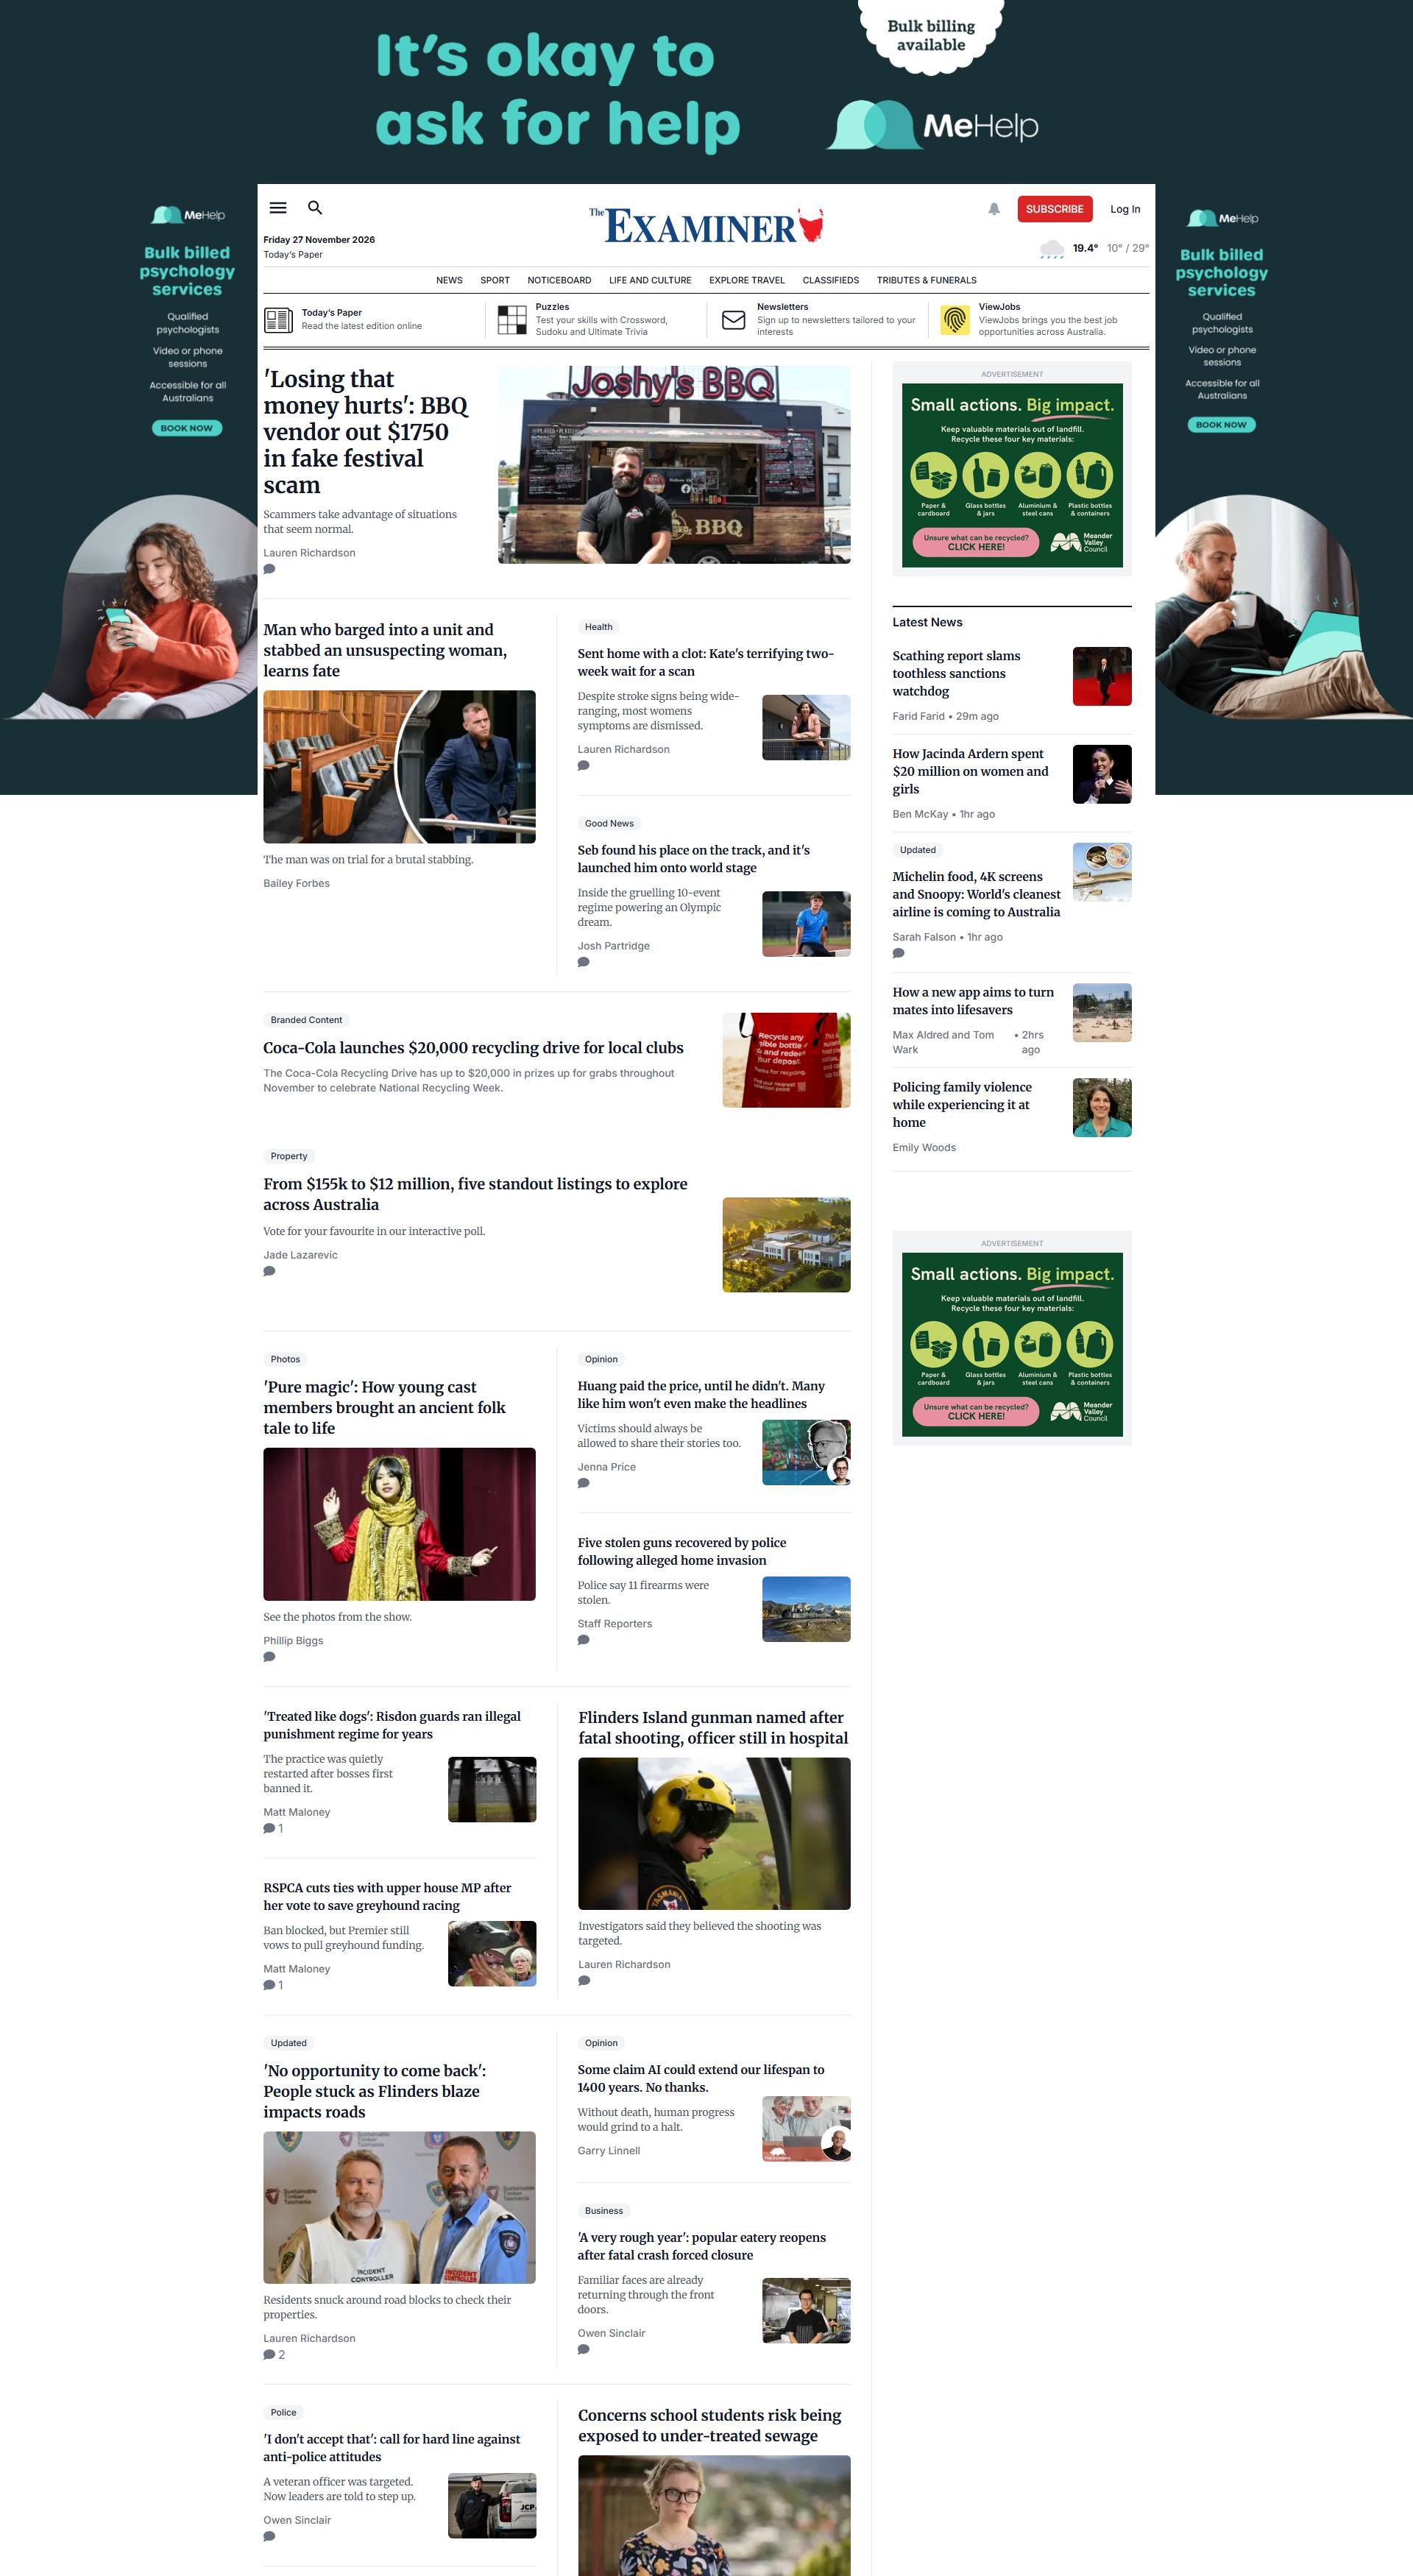 It's okay to
ask for help
Bulk billing
available
MeHelp
MeHelp
Bulk billed
psychology
services
Qualified
psychologists
Video or phone
sessions
Accessible for all
Australians
BOOK NOW
MeHelp
Bulk billed
psychology
services
Qualified
psychologists
Video or phone
sessions
Accessible for all
Australians
BOOK NOW
The EXAMINER
SUBSCRIBE
Log In
Friday 27 November 2026
Today's Paper
19.4° 10° / 29°
NEWS SPORT NOTICEBOARD LIFE AND CULTURE EXPLORE TRAVEL CLASSIFIEDS TRIBUTES & FUNERALS
Today's Paper
Read the latest edition online
Puzzles
Test your skills with Crossword,
Sudoku and Ultimate Trivia
Newsletters
Sign up to newsletters tailored to your
interests
ViewJobs
ViewJobs brings you the best job
opportunities across Australia.
'Losing that
money hurts': BBQ
vendor out $1750
in fake festival
scam
Scammers take advantage of situations
that seem normal.
Lauren Richardson
Joshy's BBQ
BBQ
Man who barged into a unit and
stabbed an unsuspecting woman,
learns fate
The man was on trial for a brutal stabbing.
Bailey Forbes
Health
Sent home with a clot: Kate's terrifying two-
week wait for a scan
Despite stroke signs being wide-
ranging, most womens
symptoms are dismissed.
Lauren Richardson
Good News
Seb found his place on the track, and it's
launched him onto world stage
Inside the gruelling 10-event
regime powering an Olympic
dream.
Josh Partridge
Branded Content
Coca-Cola launches $20,000 recycling drive for local clubs
The Coca-Cola Recycling Drive has up to $20,000 in prizes up for grabs throughout
November to celebrate National Recycling Week.
Recycle any
ible bottle
and redee
our deposit.
Thanks for recycling.
Property
From $155k to $12 million, five standout listings to explore
across Australia
Vote for your favourite in our interactive poll.
Jade Lazarevic
Photos
'Pure magic': How young cast
members brought an ancient folk
tale to life
See the photos from the show.
Phillip Biggs
Opinion
Huang paid the price, until he didn't. Many
like him won't even make the headlines
Victims should always be
allowed to share their stories too.
Jenna Price
Five stolen guns recovered by police
following alleged home invasion
Police say 11 firearms were
stolen.
Staff Reporters
'Treated like dogs': Risdon guards ran illegal
punishment regime for years
The practice was quietly
restarted after bosses first
banned it.
Matt Maloney
1
RSPCA cuts ties with upper house MP after
her vote to save greyhound racing
Ban blocked, but Premier still
vows to pull greyhound funding.
Matt Maloney
1
Flinders Island gunman named after
fatal shooting, officer still in hospital
TASMANIA
Investigators said they believed the shooting was
targeted.
Lauren Richardson
Updated
'No opportunity to come back':
People stuck as Flinders blaze
impacts roads
Sustainable
Timber
Tasmania
INCIDENT
CONTROLLER
INCIDENT
CONTROLLER
Residents snuck around road blocks to check their
properties.
Lauren Richardson
2
Opinion
Some claim AI could extend our lifespan to
1400 years. No thanks.
Without death, human progress
would grind to a halt.
Garry Linnell
Business
'A very rough year': popular eatery reopens
after fatal crash forced closure
Familiar faces are already
returning through the front
doors.
Owen Sinclair
Police
'I don't accept that': call for hard line against
anti-police attitudes
A veteran officer was targeted.
Now leaders are told to step up.
Owen Sinclair
JCP
Concerns school students risk being
exposed to under-treated sewage
ADVERTISEMENT
Small actions. Big impact.
Keep valuable materials out of landfill.
Recycle these four key materials:
Paper &
cardboard
Glass bottles
& jars
Aluminium &
steel cans
Plastic bottles
& containers
Unsure what can be recycled?
CLICK HERE!
Meander
Valley
Council
Latest News
Scathing report slams
toothless sanctions
watchdog
Farid Farid • 29m ago
How Jacinda Ardern spent
$20 million on women and
girls
Ben McKay • 1hr ago
Updated
Michelin food, 4K screens
and Snoopy: World's cleanest
airline is coming to Australia
Sarah Falson • 1hr ago
How a new app aims to turn
mates into lifesavers
Max Aldred and Tom Wark • 2hrs ago
Policing family violence
while experiencing it at
home
Emily Woods
ADVERTISEMENT
Small actions. Big impact.
Keep valuable materials out of landfill.
Recycle these four key materials:
Paper &
cardboard
Glass bottles
& jars
Aluminium &
steel cans
Plastic bottles
& containers
Unsure what can be recycled?
CLICK HERE!
Meander
Valley
Council